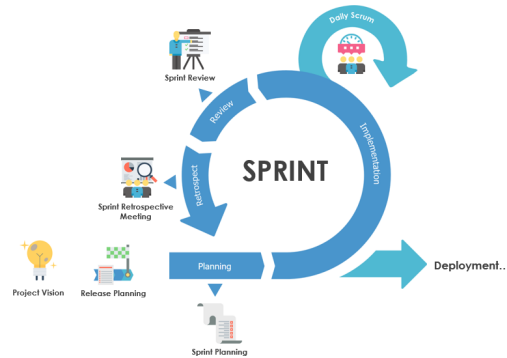 Daily Scrum
Sprint Review
Review
Implementation
SPRINT
Retrospect
Sprint Retrospective
Meeting
Planning
Deployment..
Project Vision
Release Planning
Sprint Planning